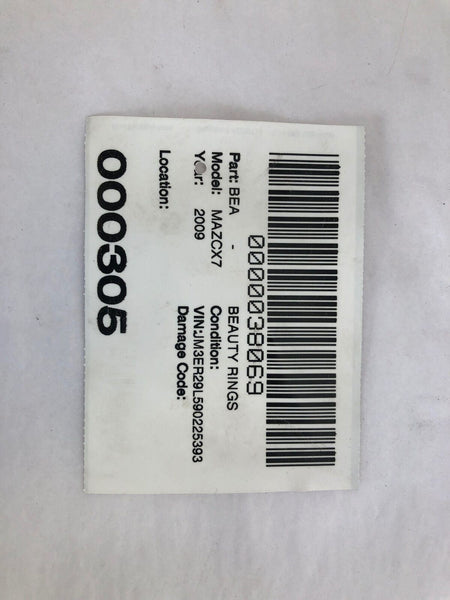 0000038069
Part: BEA - BEAUTY RINGS
Model: MAZCX7 Condition:
Year: 2009 VIN:JM3ER29L590225393
Damage Code:
Location:
000305